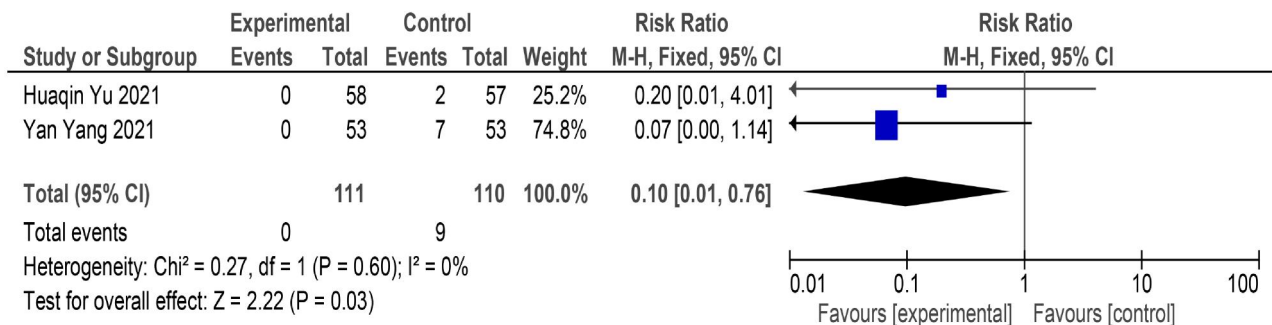 Experimental Control Risk Ratio Risk Ratio
Study or Subgroup Events Total Events Total Weight M-H, Fixed, 95% CI M-H, Fixed, 95% CI
Huaqin Yu 2021 0 58 2 57 25.2% 0.20 [0.01, 4.01]
Yan Yang 2021 0 53 7 53 74.8% 0.07 [0.00, 1.14]
Total (95% CI) 111 110 100.0% 0.10 [0.01, 0.76]
Total events 0 9
Heterogeneity: Chi² = 0.27, df = 1 (P = 0.60); I² = 0%
Test for overall effect: Z = 2.22 (P = 0.03)
0.01 0.1 1 10 100
Favours [experimental] Favours [control]